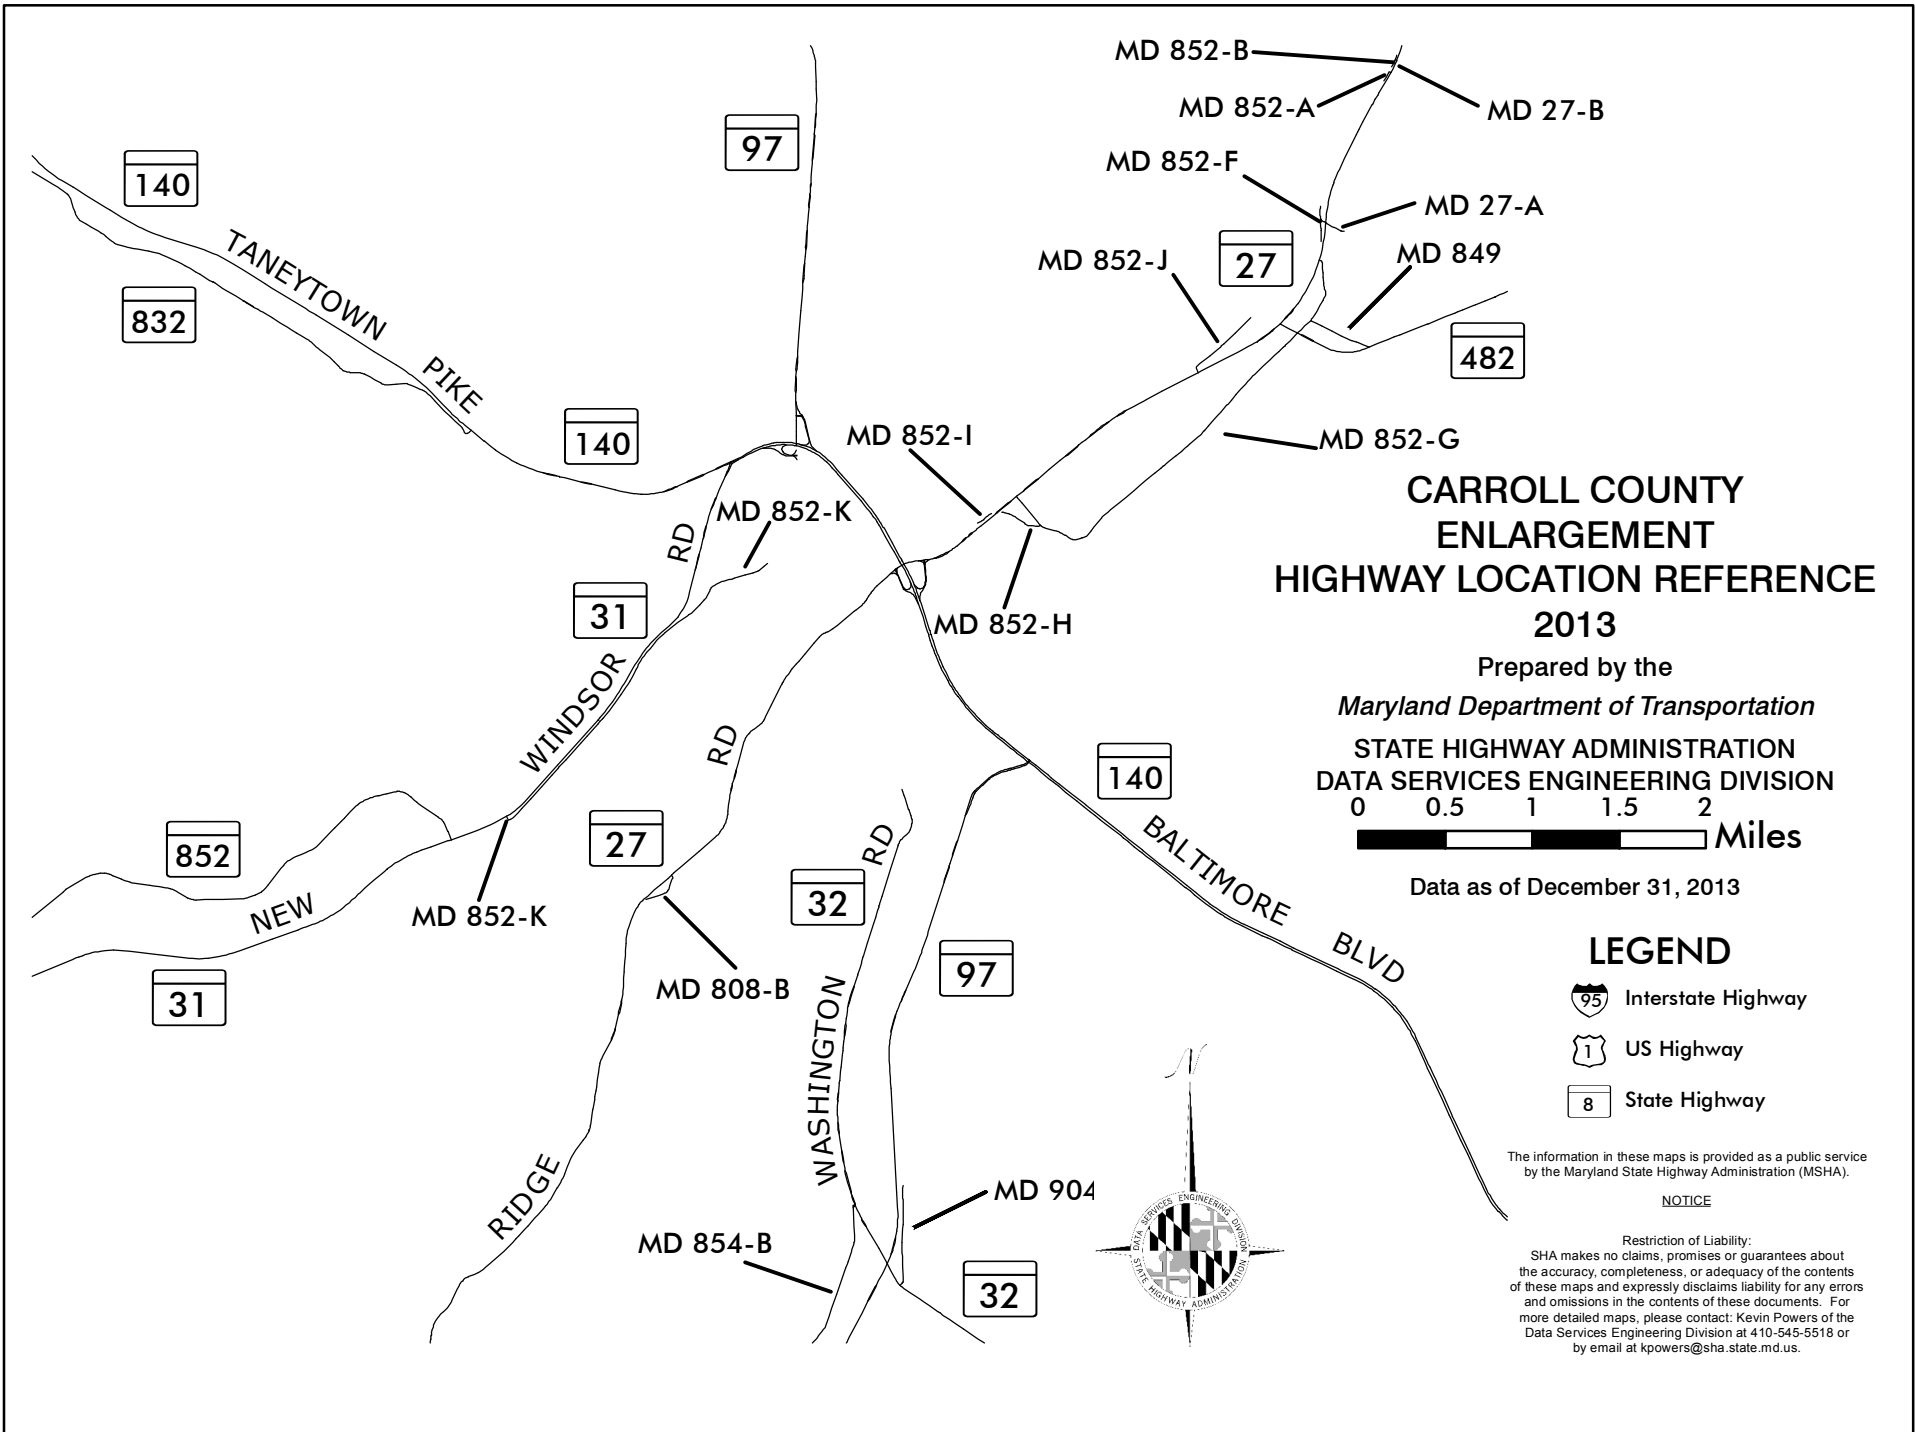 MD 852-B
MD 852-A
MD 27-B
97
MD 852-F
140
MD 27-A
TANEYTOWN
MD 852-J
27
MD 849
832
482
PIKE
140
MD 852-I
MD 852-G
MD 852-K
RD
31
MD 852-H
WINDSOR
RD
140
852
27
BALTIMORE
RD
32
NEW
MD 852-K
BLVD
97
31
MD 808-B
WASHINGTON
RIDGE
MD 904
MD 854-B
32
CARROLL COUNTY
ENLARGEMENT
HIGHWAY LOCATION REFERENCE
2013
Prepared by the
Maryland Department of Transportation
STATE HIGHWAY ADMINISTRATION
DATA SERVICES ENGINEERING DIVISION
0 0.5 1 1.5 2
Miles
Data as of December 31, 2013
LEGEND
95 Interstate Highway
1 US Highway
8 State Highway
The information in these maps is provided as a public service
by the Maryland State Highway Administration (MSHA).
NOTICE
Restriction of Liability:
SHA makes no claims, promises or guarantees about
the accuracy, completeness, or adequacy of the contents
of these maps and expressly disclaims liability for any errors
and omissions in the contents of these documents. For
more detailed maps, please contact: Kevin Powers of the
Data Services Engineering Division at 410-545-5518 or
by email at kpowers@sha.state.md.us.
DATA SERVICES ENGINEERING DIVISION
STATE HIGHWAY ADMINISTRATION